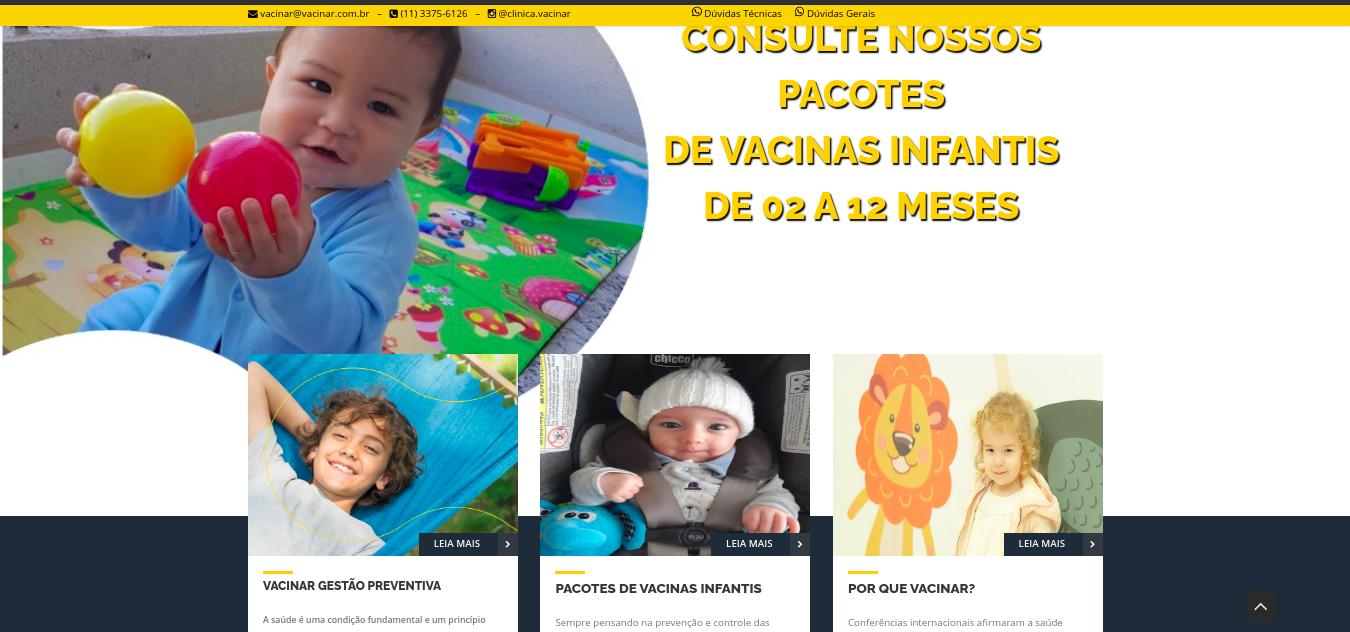 vacinar@vacinar.com.br – (11) 3375-6126 – @clinica.vacinar Dúvidas Técnicas Dúvidas Gerais
CONSULTE NOSSOS
PACOTES
DE VACINAS INFANTIS
DE 02 A 12 MESES
chicco
LEIA MAIS
LEIA MAIS
LEIA MAIS
VACINAR GESTÃO PREVENTIVA
PACOTES DE VACINAS INFANTIS
POR QUE VACINAR?
A saúde é uma condição fundamental e um princípio
Sempre pensando na prevenção e controle das
Conferências internacionais afirmaram a saúde